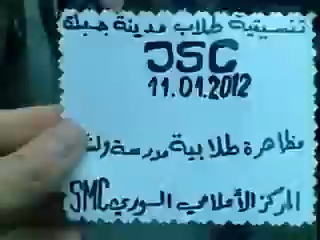 تنسيقية طلاب مدينة جبلة
JSC
11.01.2012
مظاهرة طلابية مدرسة
المركز الأعلامي السوري SMC